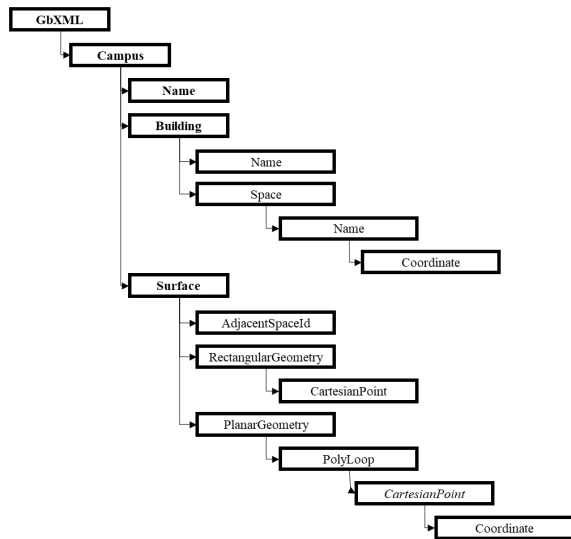 GbXML
Campus
Name
Building
Name
Space
Name
Coordinate
Surface
AdjacentSpaceId
RectangularGeometry
CartesianPoint
PlanarGeometry
PolyLoop
CartesianPoint
Coordinate